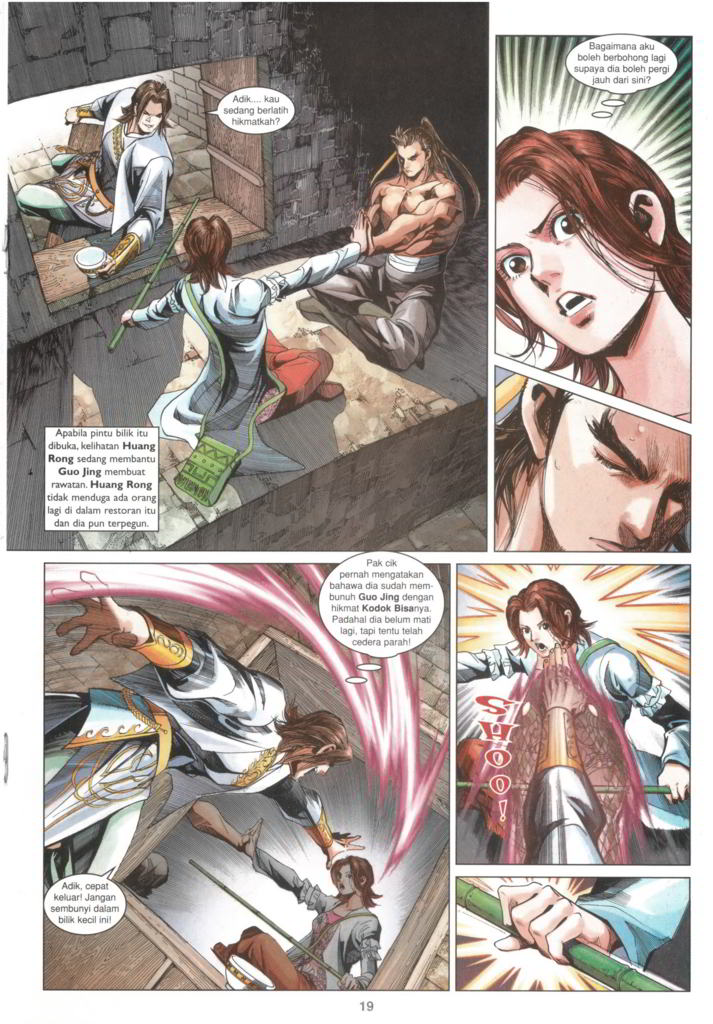 Adik.... kau
sedang berlatih
hikmatkah?
Bagaimana aku
boleh berbohong lagi
supaya dia boleh pergi
jauh dari sini?
Apabila pintu bilik itu
dibuka, kelihatan Huang
Rong sedang membantu
Guo Jing membuat
rawatan. Huang Rong
tidak menduga ada orang
lagi di dalam restoran itu
dan dia pun terpegun.
Pak cik
pernah mengatakan
bahawa dia sudah mem-
bunuh Guo Jing dengan
hikmat Kodok Bisanya.
Padahal dia belum mati
lagi, tapi tentu telah
cedera parah!
SHOO!
Adik, cepat
keluar! Jangan
sembunyi dalam
bilik kecil ini!
19